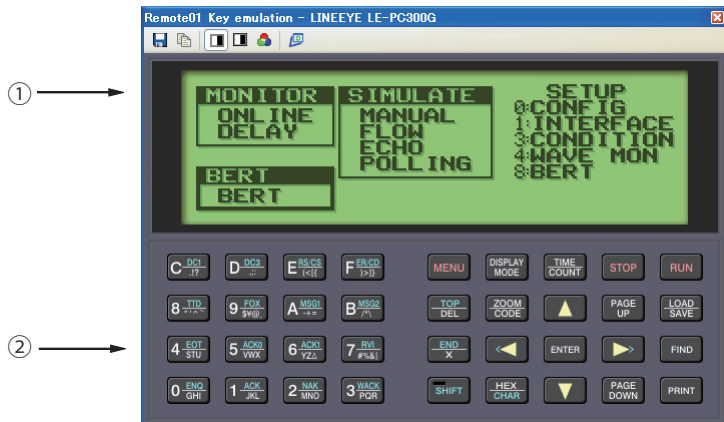 Remote01 Key emulation - LINEEYE LE-PC300G
①
MONITOR
ONLINE
DELAY
BERT
BERT
SIMULATE
MANUAL
FLOW
ECHO
POLLING
SETUP
0:CONFIG
1:INTERFACE
3:CONDITION
4:WAVE MON
8:BERT
②
C DC1 .!? D DC3 .:: E RS/CS (<[{ F ER/CD )>]} MENU DISPLAY MODE TIME COUNT STOP RUN
8 TTD "'^~ 9 FOX $¥@_ A MSG1 -+= B MSG2 /*\ TOP DEL ZOOM CODE PAGE UP LOAD SAVE
4 EOT STU 5 ACK0 VWX 6 ACK1 YZ△ 7 RVI #%&| END X < ENTER > FIND
0 ENQ GHI 1 ACK JKL 2 NAK MNO 3 WACK PQR SHIFT HEX CHAR PAGE DOWN PRINT